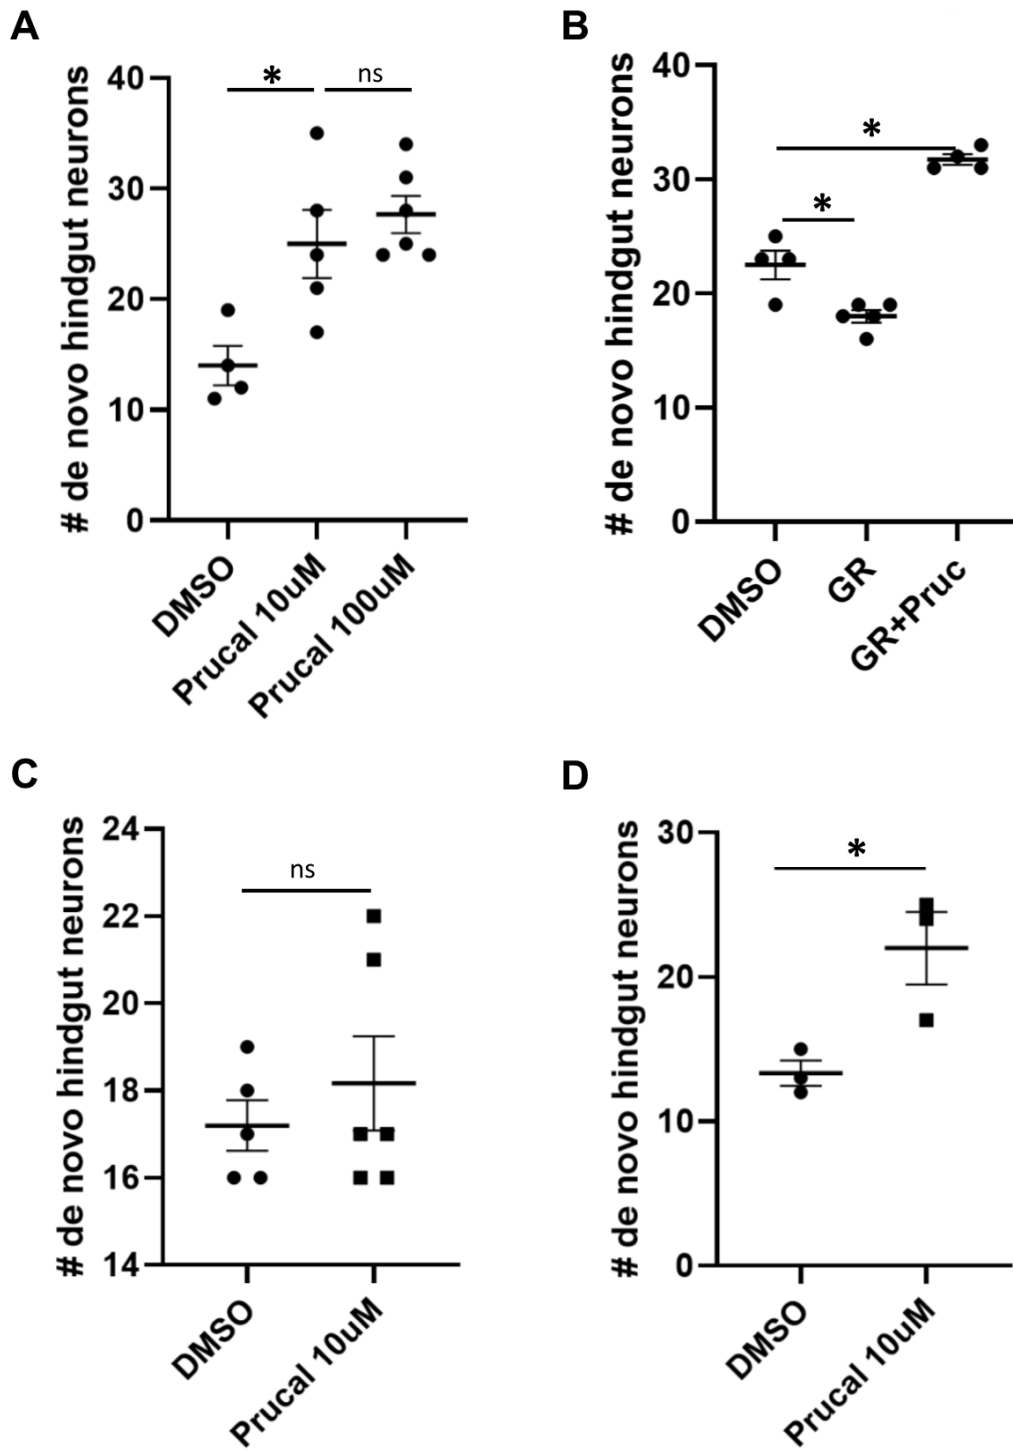 A
# de novo hindgut neurons
40
30
20
10
0
*
ns
DMSO
Prucal 10uM
Prucal 100uM
B
# de novo hindgut neurons
40
30
20
10
0
*
*
DMSO
GR
GR+Pruc
C
# de novo hindgut neurons
24
22
20
18
16
14
ns
DMSO
Prucal 10uM
D
# de novo hindgut neurons
30
20
10
0
*
DMSO
Prucal 10uM